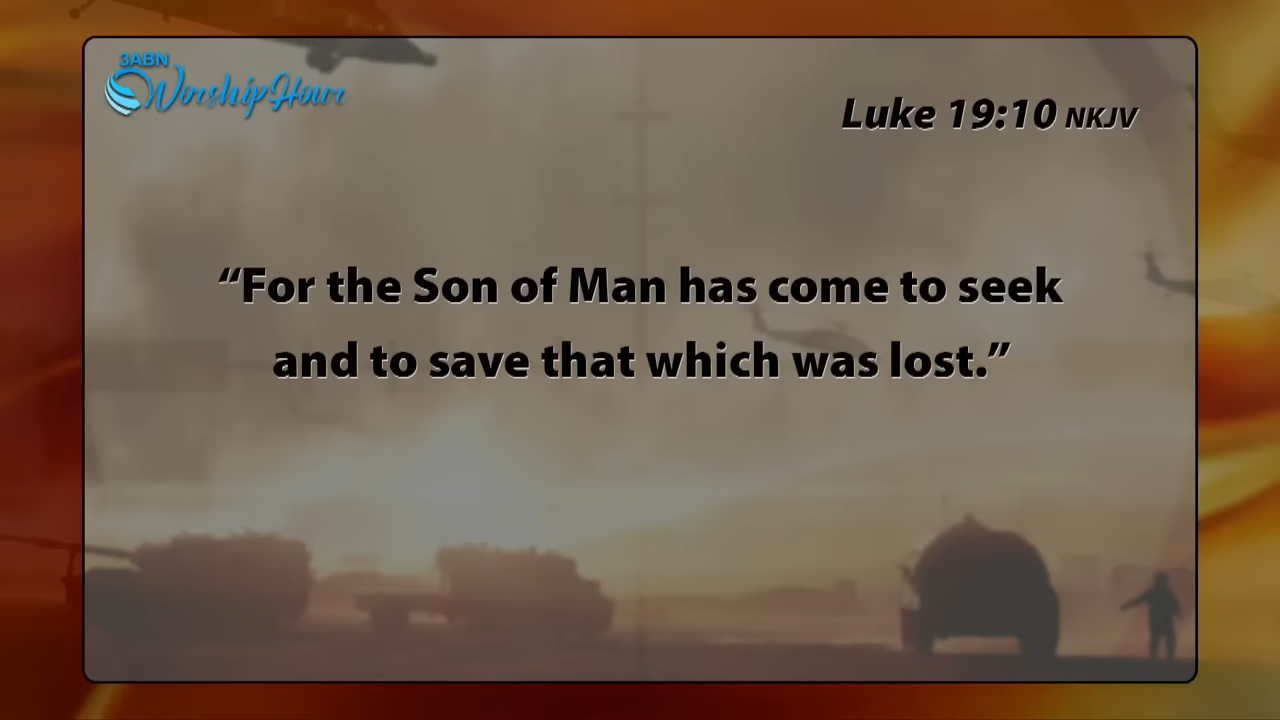 3ABN
Worship Hour
Luke 19:10 NKJV
“For the Son of Man has come to seek
and to save that which was lost.”